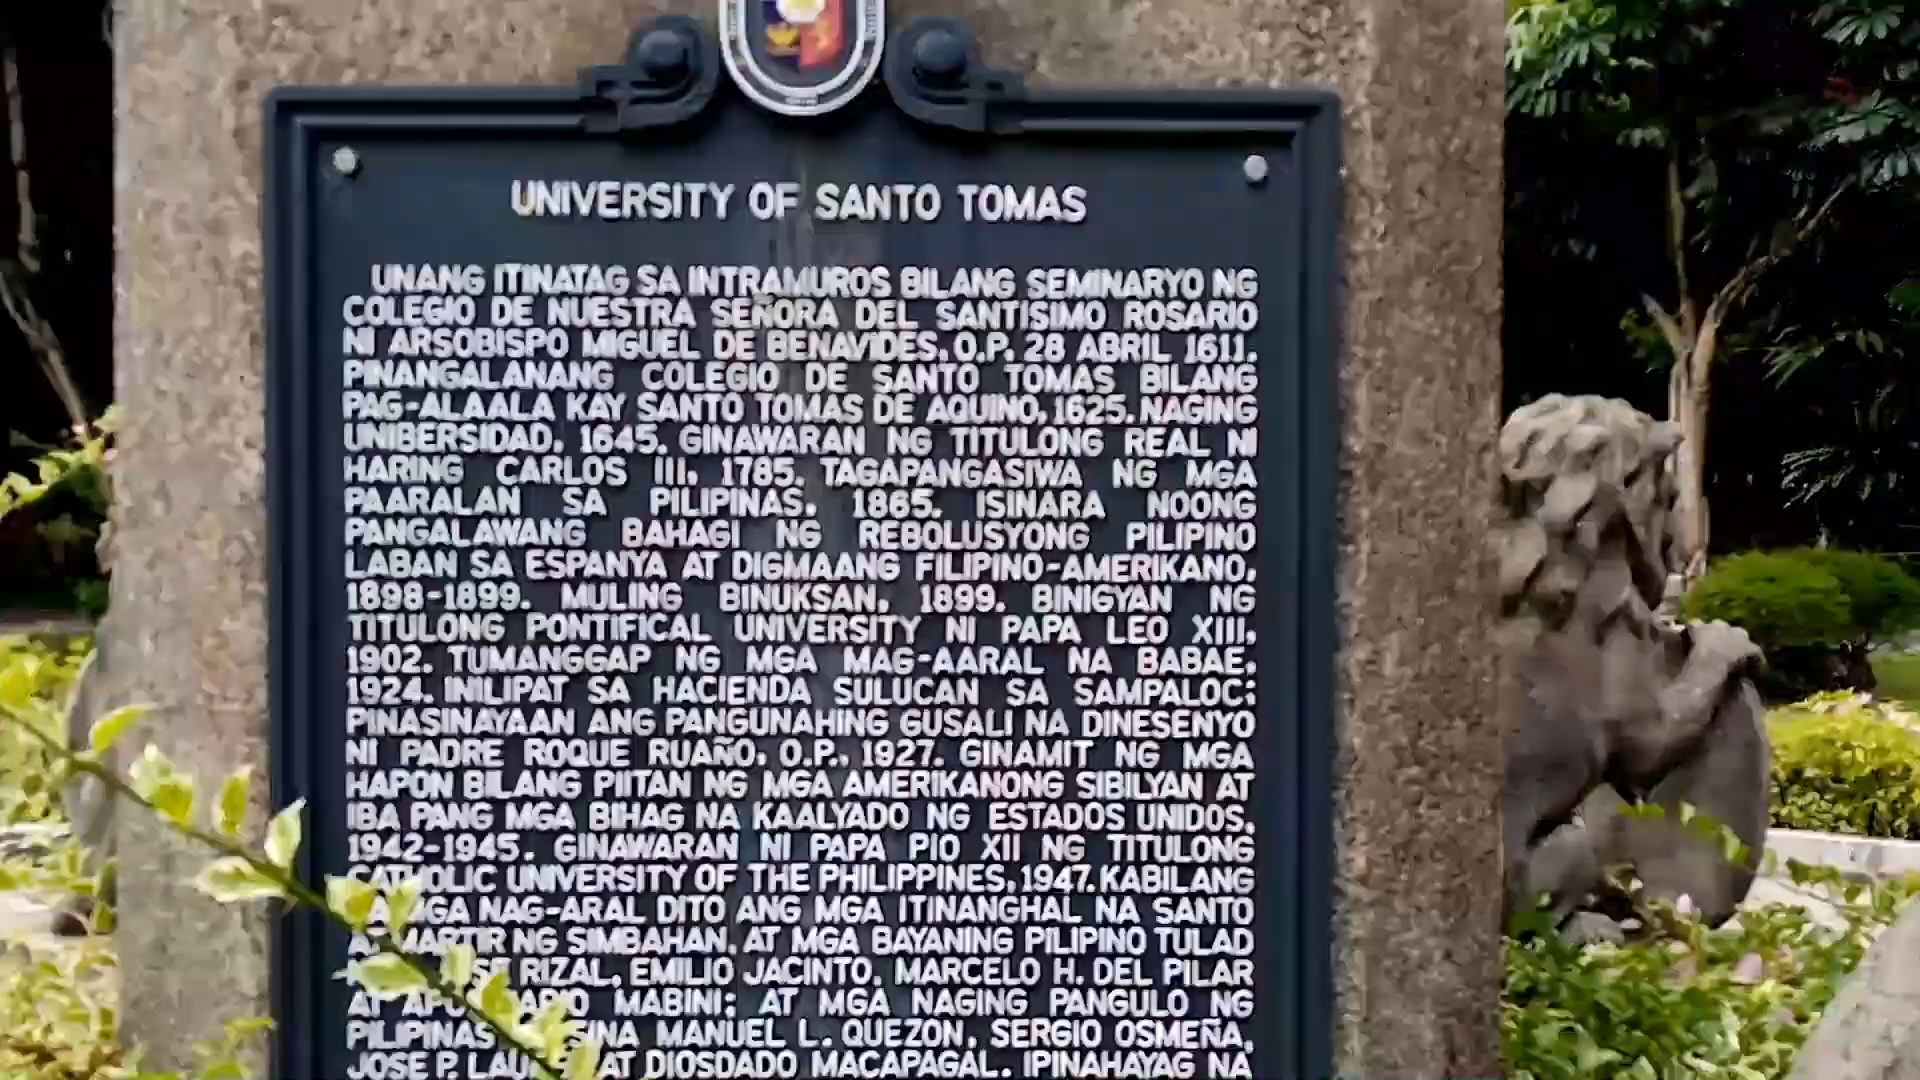 UNIVERSITY OF SANTO TOMAS
UNANG ITINATAG SA INTRAMUROS BILANG SEMINARYO NG
COLEGIO DE NUESTRA SEÑORA DEL SANTISIMO ROSARIO
NI ARSOBISPO MIGUEL DE BENAVIDES, O.P. 28 ABRIL 1611.
PINANGALANANG COLEGIO DE SANTO TOMAS BILANG
PAG-ALAALA KAY SANTO TOMAS DE AQUINO, 1625. NAGING
UNIBERSIDAD, 1645. GINAWARAN NG TITULONG REAL NI
HARING CARLOS III, 1785. TAGAPANGASIWA NG MGA
PAARALAN SA PILIPINAS, 1865. ISINARA NOONG
PANGALAWANG BAHAGI NG REBOLUSYONG PILIPINO
LABAN SA ESPANYA AT DIGMAANG FILIPINO-AMERIKANO,
1898-1899. MULING BINUKSAN, 1899. BINIGYAN NG
TITULONG PONTIFICAL UNIVERSITY NI PAPA LEO XIII,
1902. TUMANGGAP NG MGA MAG-AARAL NA BABAE,
1924. INILIPAT SA HACIENDA SULUCAN SA SAMPALOC;
PINASINAYAAN ANG PANGUNAHING GUSALI NA DINESENYO
NI PADRE ROQUE RUAÑO, O.P., 1927. GINAMIT NG MGA
HAPON BILANG PIITAN NG MGA AMERIKANONG SIBILYAN AT
IBA PANG MGA BIHAG NA KAALYADO NG ESTADOS UNIDOS,
1942-1945. GINAWARAN NI PAPA PIO XII NG TITULONG
CATHOLIC UNIVERSITY OF THE PHILIPPINES, 1947. KABILANG
NAG-ARAL DITO ANG MGA ITINANGHAL NA SANTO
MARTIR NG SIMBAHAN, AT MGA BAYANING PILIPINO TULAD
RIZAL, EMILIO JACINTO, MARCELO H. DEL PILAR
AT MABINI; AT MGA NAGING PANGULO NG
PILIPINAS MANUEL L. QUEZON, SERGIO OSMEÑA,
JOSE P. AT DIOSDADO MACAPAGAL. IPINAHAYAG NA